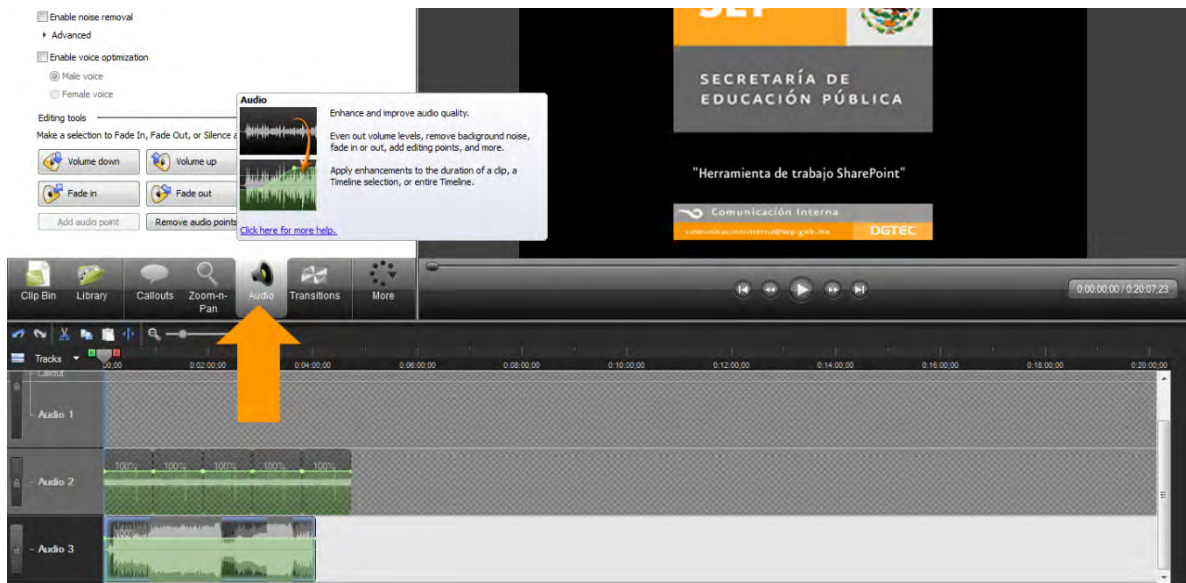 Enable noise removal
Advanced
Enable voice optimization
Male voice
Female voice
Editing tools
Make a selection to Fade In, Fade Out, or Silence a
Volume down
Volume up
Fade in
Fade out
Add audio point
Remove audio points
Audio
Enhance and improve audio quality.
Even out volume levels, remove background noise,
fade in or out, add editing points, and more.
Apply enhancements to the duration of a clip, a
Timeline selection, or entire Timeline.
Click here for more help.
SECRETARÍA DE
EDUCACIÓN PÚBLICA
"Herramienta de trabajo SharePoint"
Comunicación Interna
comunicacioninterna@sep.gob.mx
DGTEC
Clip Bin
Library
Callouts
Zoom-n-
Pan
Audio
Transitions
More
0:00:00;00 / 0:20:07;23
Tracks
00;00
0:02:00;00
0:04:00;00
0:06:00;00
0:08:00;00
0:10:00;00
0:12:00;00
0:14:00;00
0:16:00;00
0:18:00;00
0:20:00;00
Callout
Audio 1
Audio 2
100%
100%
100%
100%
100%
Audio 3
100%